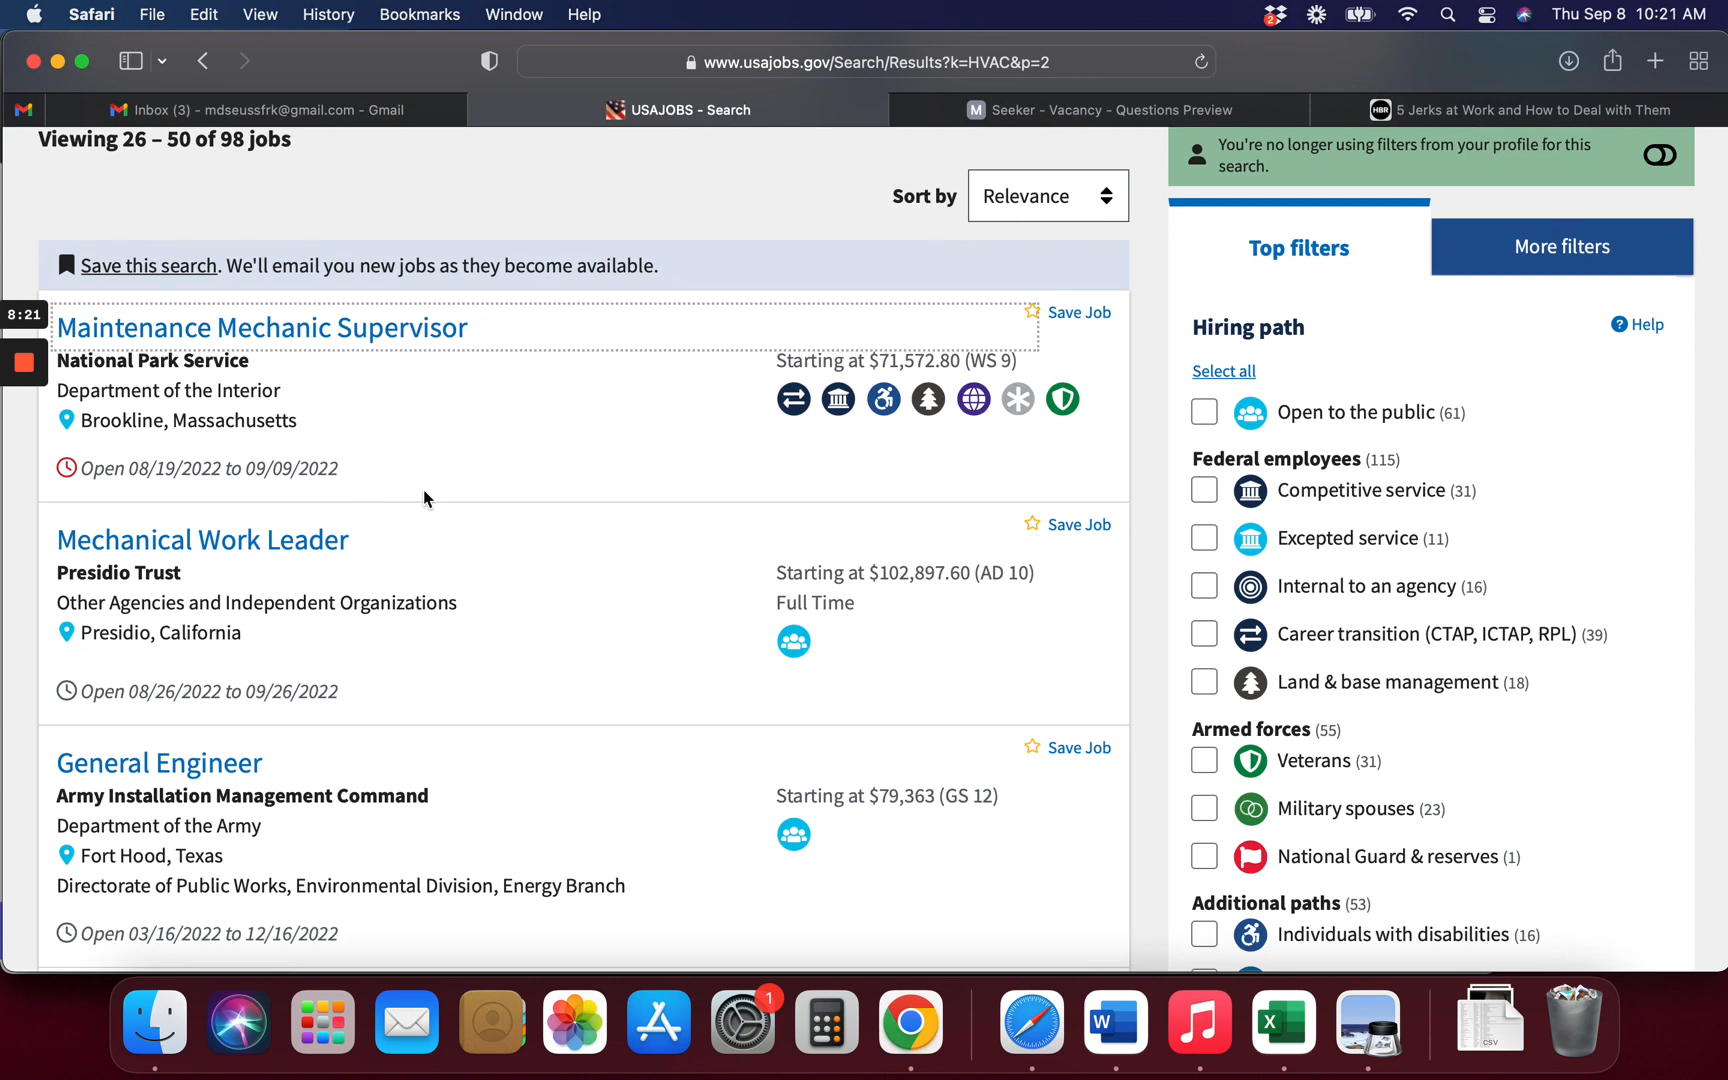 Safari File Edit View History Bookmarks Window Help 2 Thu Sep 8 10:21 AM
www.usajobs.gov/Search/Results?k=HVAC&p=2
Inbox (3) - mdseussfrk@gmail.com - Gmail
USAJOBS - Search
M Seeker - Vacancy - Questions Preview
HBR 5 Jerks at Work and How to Deal with Them
Viewing 26 – 50 of 98 jobs
Sort by Relevance
Save this search. We'll email you new jobs as they become available.
8:21
Maintenance Mechanic Supervisor
Save Job
National Park Service
Starting at $71,572.80 (WS 9)
Department of the Interior
Brookline, Massachusetts
Open 08/19/2022 to 09/09/2022
Mechanical Work Leader
Save Job
Presidio Trust
Starting at $102,897.60 (AD 10)
Other Agencies and Independent Organizations
Full Time
Presidio, California
Open 08/26/2022 to 09/26/2022
General Engineer
Save Job
Army Installation Management Command
Starting at $79,363 (GS 12)
Department of the Army
Fort Hood, Texas
Directorate of Public Works, Environmental Division, Energy Branch
Open 03/16/2022 to 12/16/2022
You're no longer using filters from your profile for this
search.
Top filters
More filters
Hiring path
? Help
Select all
Open to the public (61)
Federal employees (115)
Competitive service (31)
Excepted service (11)
Internal to an agency (16)
Career transition (CTAP, ICTAP, RPL) (39)
Land & base management (18)
Armed forces (55)
Veterans (31)
Military spouses (23)
National Guard & reserves (1)
Additional paths (53)
Individuals with disabilities (16)
1
W
X
CSV